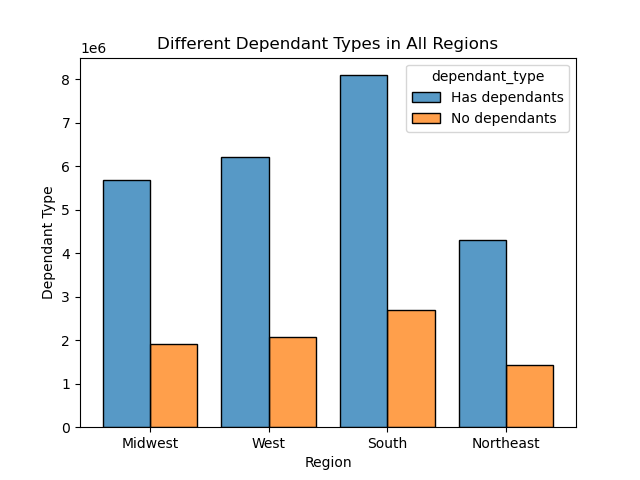 Different Dependant Types in All Regions
1e6
8
7
6
5
4
3
2
1
0
Dependant Type
dependant_type
Has dependants
No dependants
Midwest West South Northeast
Region